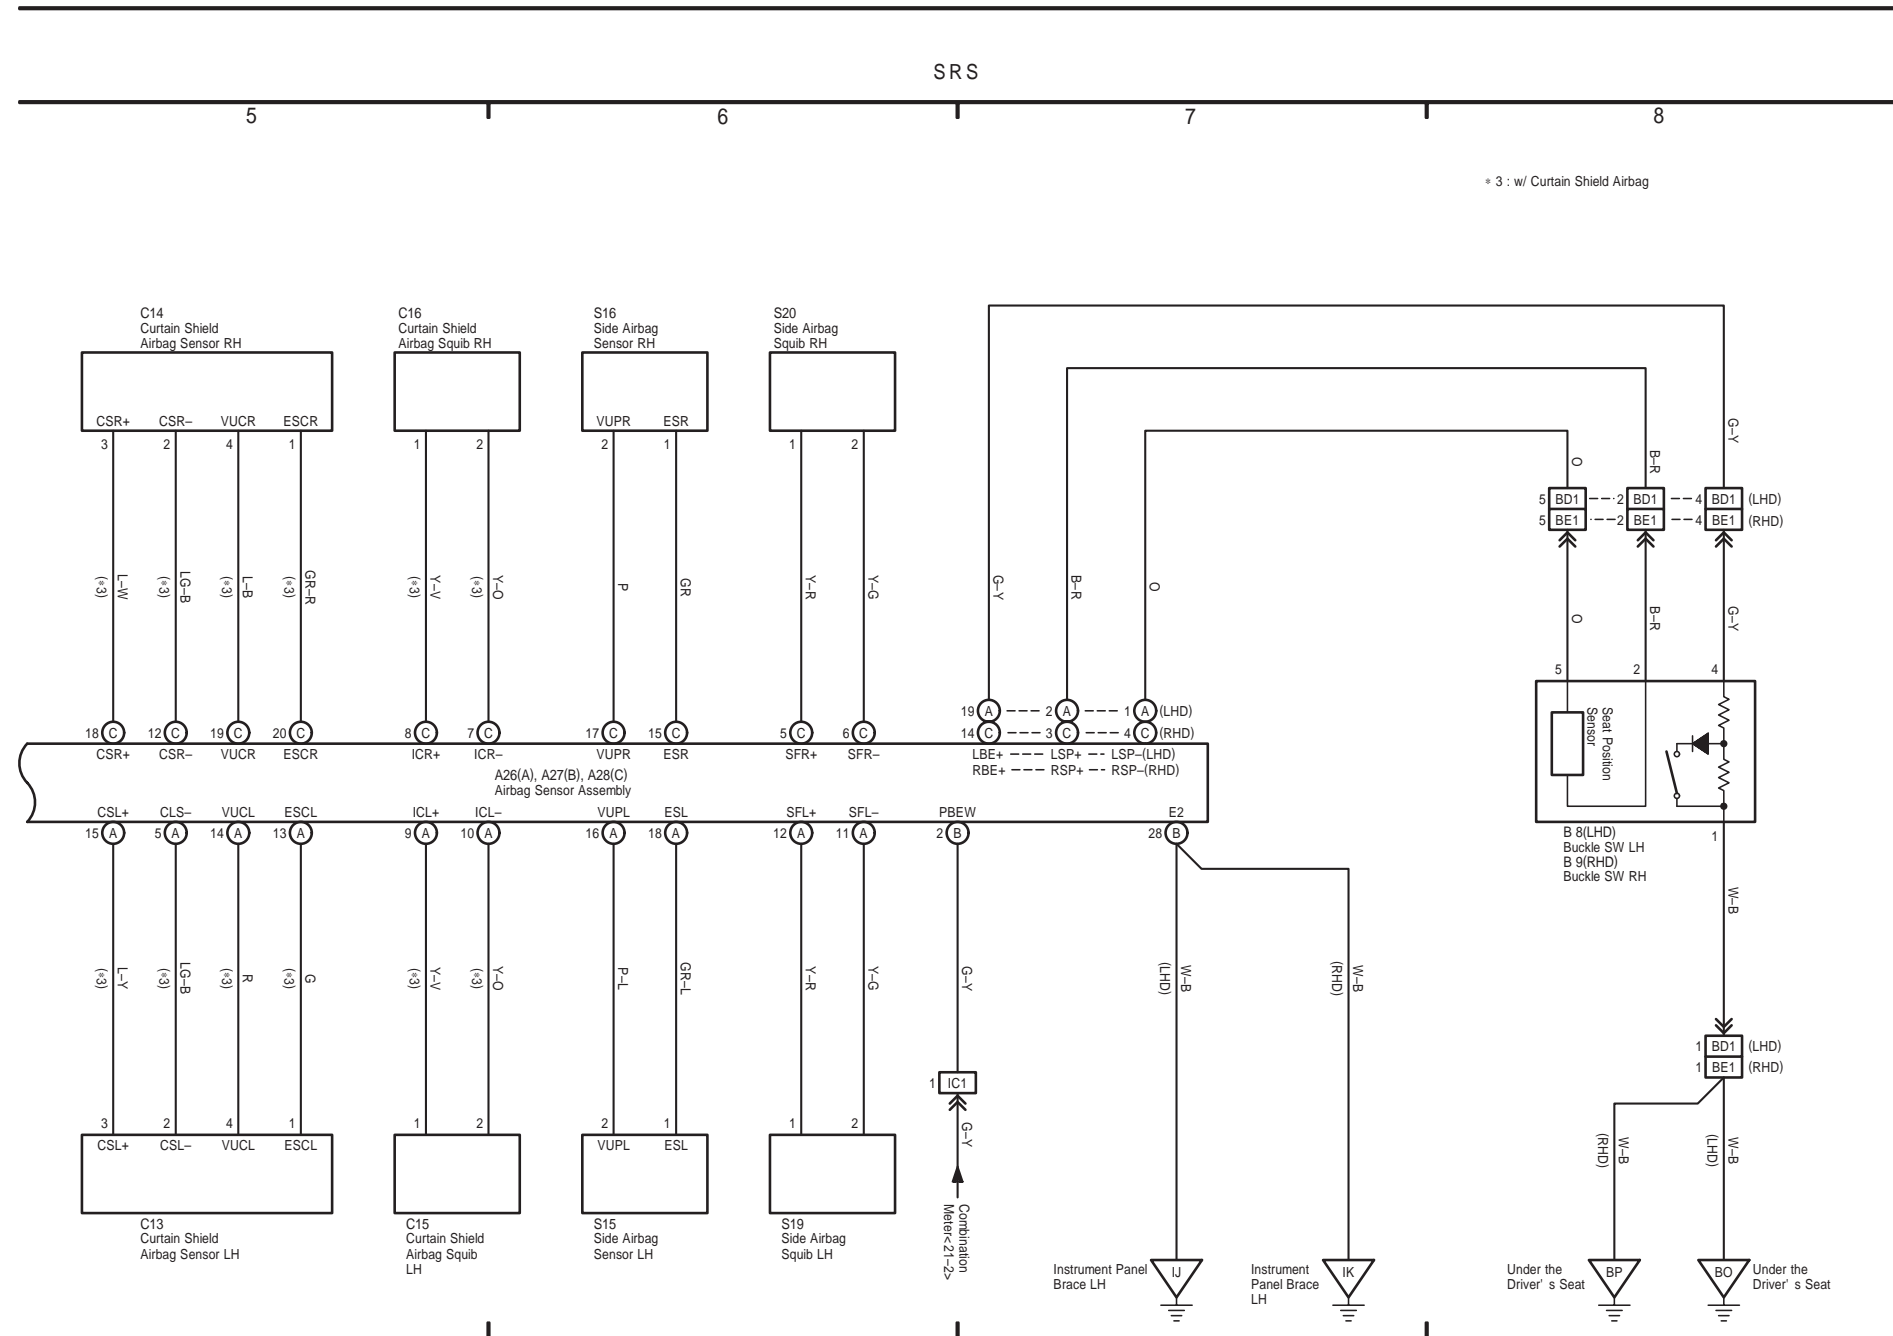 SRS
5 6 7 8
∗ 3 : w/ Curtain Shield Airbag
C14
Curtain Shield
Airbag Sensor RH
C16
Curtain Shield
Airbag Squib RH
S16
Side Airbag
Sensor RH
S20
Side Airbag
Squib RH
CSR+ CSR– VUCR ESCR
VUPR ESR
3 2 4 1
1 2
2 1
1 2
G–Y
B–R
O
5 BD1 2 BD1 4 BD1 (LHD)
5 BE1 2 BE1 4 BE1 (RHD)
L–W (∗3)
LG–B (∗3)
L–B (∗3)
GR–R (∗3)
Y–V (∗3)
Y–O (∗3)
P
GR
Y–R
Y–G
G–Y
B–R
O
O
B–R
G–Y
5 2 4
19 A 2 A 1 A (LHD)
18 C 12 C 19 C 20 C 8 C 7 C 17 C 15 C 5 C 6 C 14 C 3 C 4 C (RHD)
CSR+ CSR– VUCR ESCR ICR+ ICR– VUPR ESR SFR+ SFR– LBE+ LSP+ LSP–(LHD)
RBE+ RSP+ RSP–(RHD)
A26(A), A27(B), A28(C)
Airbag Sensor Assembly
Seat Position
Sensor
CSL+ CLS– VUCL ESCL ICL+ ICL– VUPL ESL SFL+ SFL– PBEW E2
15 A 5 A 14 A 13 A 9 A 10 A 16 A 18 A 12 A 11 A 2 B 28 B
B 8(LHD)
Buckle SW LH
B 9(RHD)
Buckle SW RH
1
W–B
L–Y (∗3)
LG–B (∗3)
R (∗3)
G (∗3)
Y–V (∗3)
Y–O (∗3)
P–L
GR–L
Y–R
Y–G
G–Y
W–B (LHD)
W–B (RHD)
1 BD1 (LHD)
1 BE1 (RHD)
1 IC1
G–Y
3 2 4 1
1 2
2 1
1 2
CSL+ CSL– VUCL ESCL
VUPL ESL
W–B (RHD)
W–B (LHD)
C13
Curtain Shield
Airbag Sensor LH
C15
Curtain Shield
Airbag Squib
LH
S15
Side Airbag
Sensor LH
S19
Side Airbag
Squib LH
Combination
Meter<21–2>
Instrument Panel
Brace LH
IJ
Instrument
Panel Brace
LH
IK
Under the
Driver' s Seat
BP
BO
Under the
Driver' s Seat